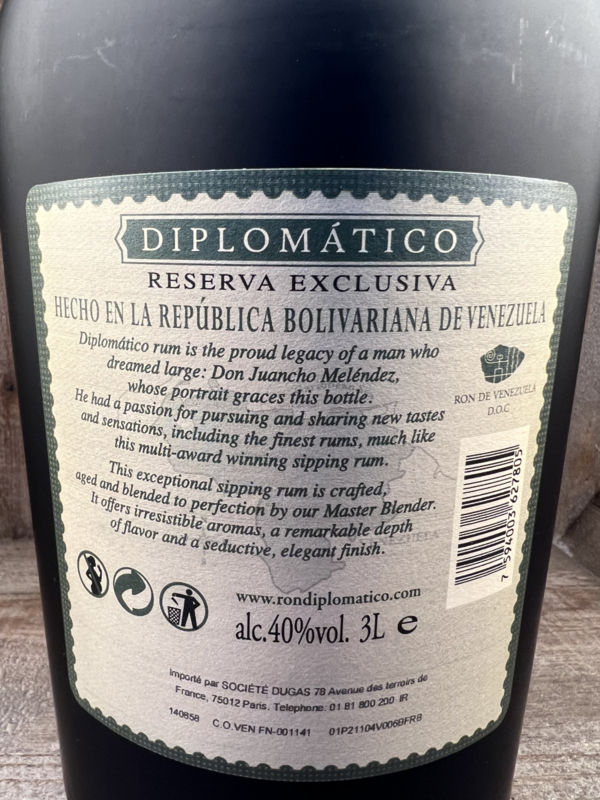 DIPLOMÁTICO
RESERVA EXCLUSIVA
HECHO EN LA REPÚBLICA BOLIVARIANA DE VENEZUELA
Diplomático rum is the proud legacy of a man who
dreamed large: Don Juancho Meléndez,
whose portrait graces this bottle.
He had a passion for pursuing and sharing new tastes
and sensations, including the finest rums, much like
this multi-award winning sipping rum.
This exceptional sipping rum is crafted,
aged and blended to perfection by our Master Blender.
It offers irresistible aromas, a remarkable depth
of flavor and a seductive, elegant finish.
RON DE VENEZUELA
D.O.C
7 594003 627805
www.rondiplomatico.com
alc.40%vol. 3L e
Importé par SOCIÉTÉ DUGAS 78 Avenue des terroirs de
France, 75012 Paris. Telephone: 01 81 800 200 IR
140858 C.O.VEN FN-001141 01P21104V006BFRB